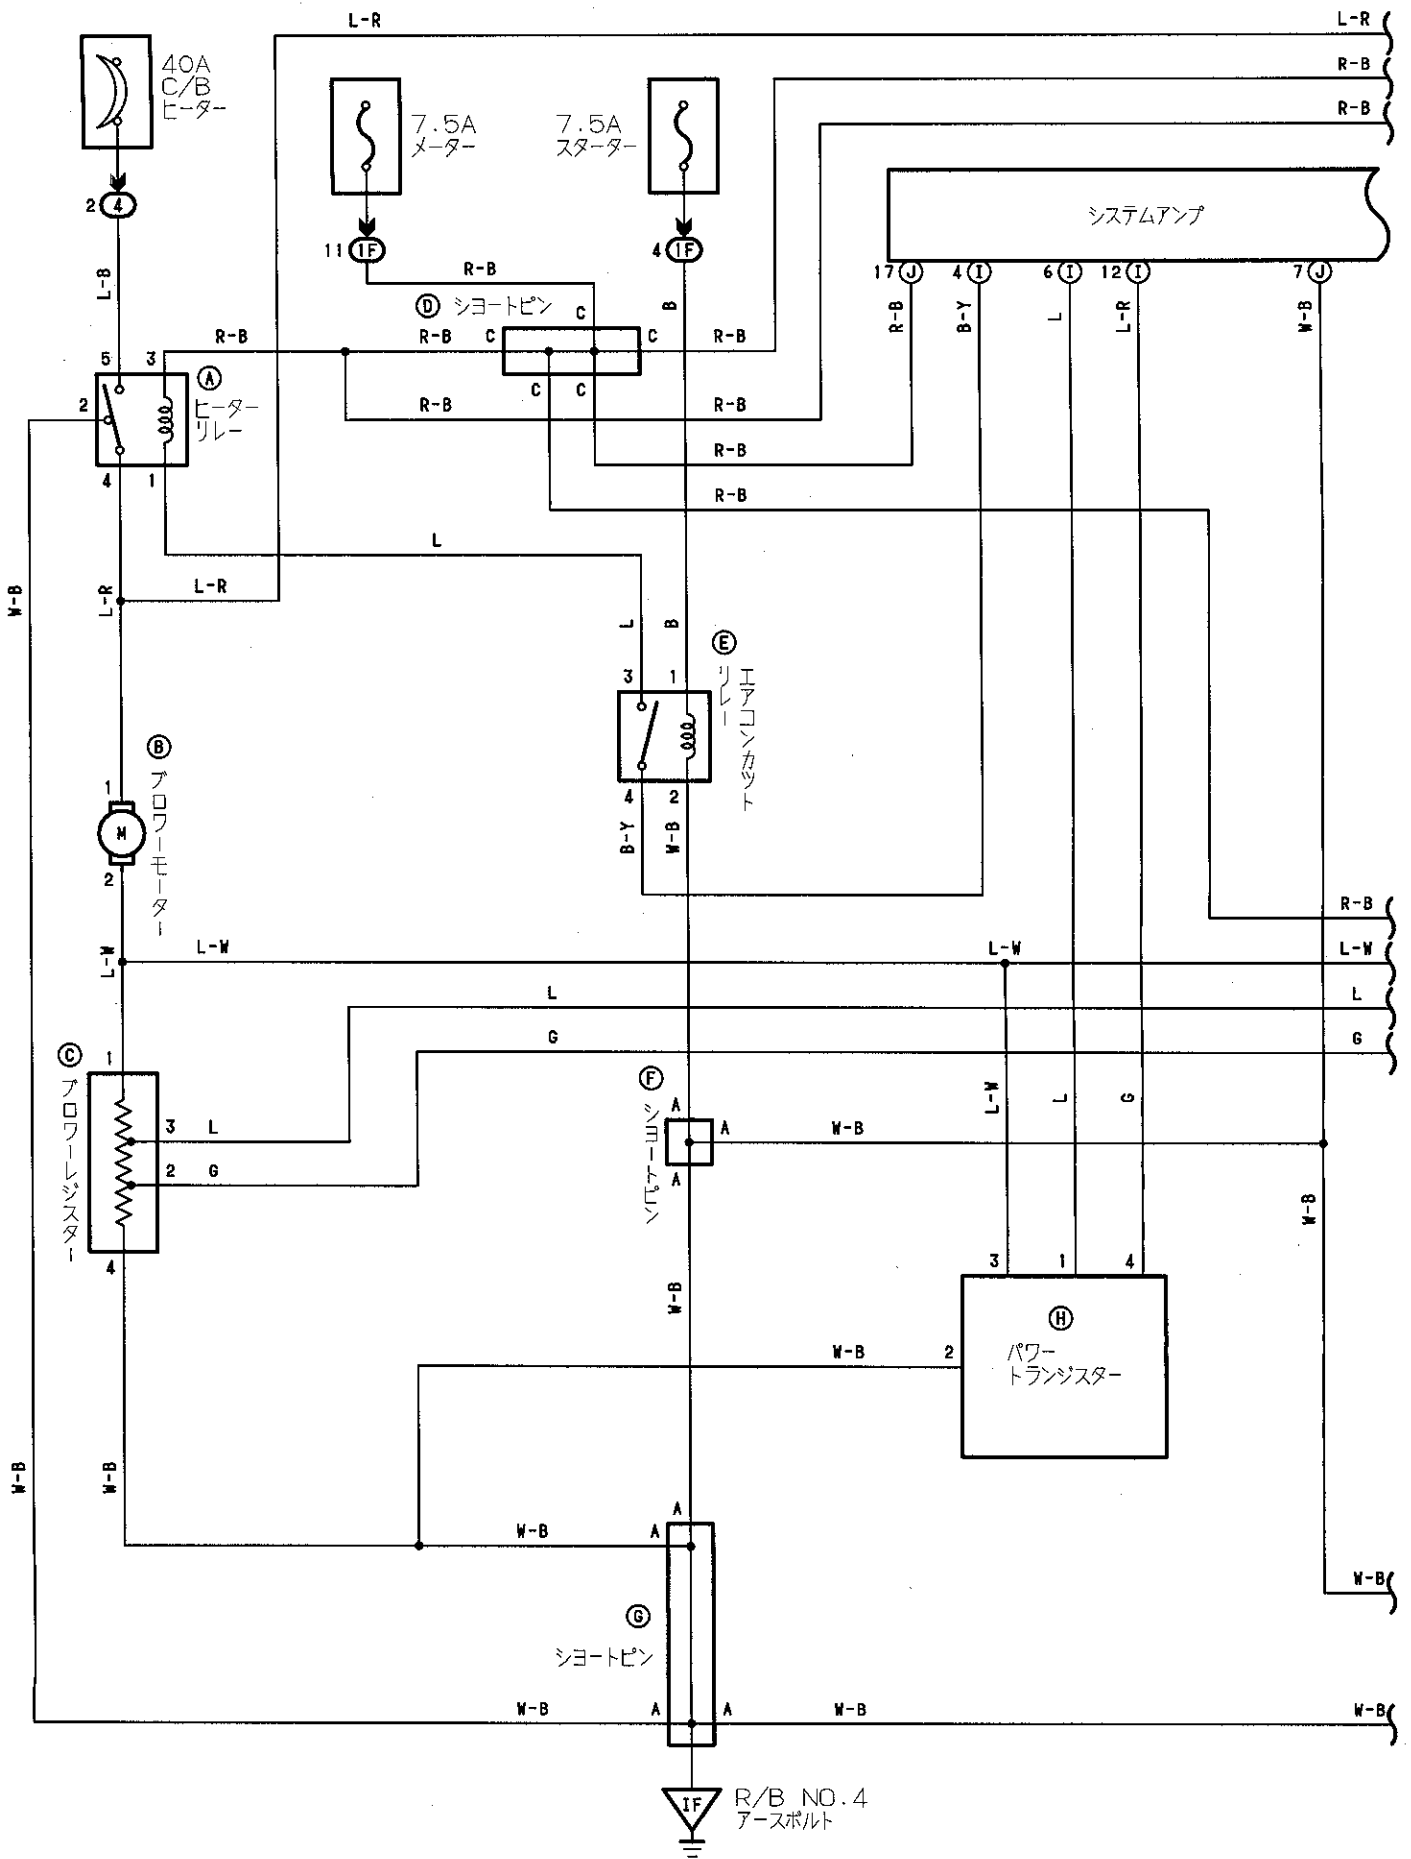 L-R
L-R
40A
C/B
ヒーター
R-B
7.5A
メーター
7.5A
スターター
R-B
システムアンプ
2 4
11 1F
4 1F
17 J
4 I
6 I
12 I
7 J
R-B
L-B
B
R-B
B-Y
L
L-R
W-B
D ショートピン
C
R-B
R-B
C
C
R-B
5
3
A
ヒーター
リレー
2
C
C
R-B
R-B
R-B
4
1
R-B
L
W-B
L-R
L-R
L
B
E
エアコンカット
リレー
3
1
B
ブロワーモーター
1
M
2
4
2
B-Y
W-B
R-B
L-W
L-W
L-W
L-W
L
L
G
G
C
ブロワーレジスター
1
3
L
2
G
4
F
ショートピン
A
A
A
W-B
L-W
L
G
W-B
W-B
3
1
4
H
パワー
トランジスター
W-B
2
W-B
W-B
A
W-B
A
G
ショートピン
W-B
W-B
A
A
W-B
W-B
1F
R/B NO.4
アースボルト